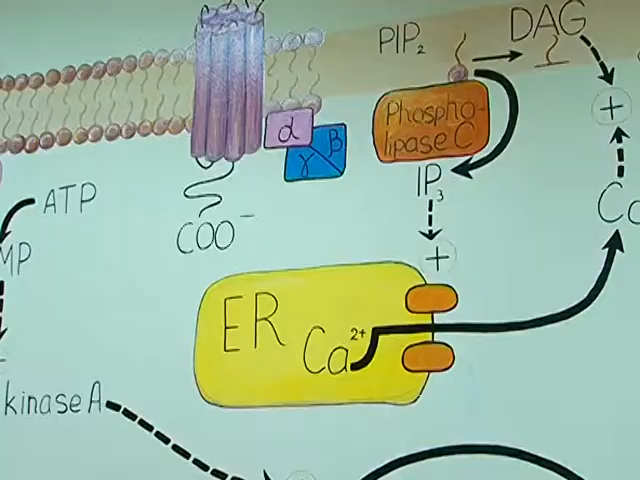 PIP₂
DAG
Phospho-
lipase C
α
β
γ
+
ATP
IP₃
COO⁻
MP
+
ER
Ca²⁺
kinase A